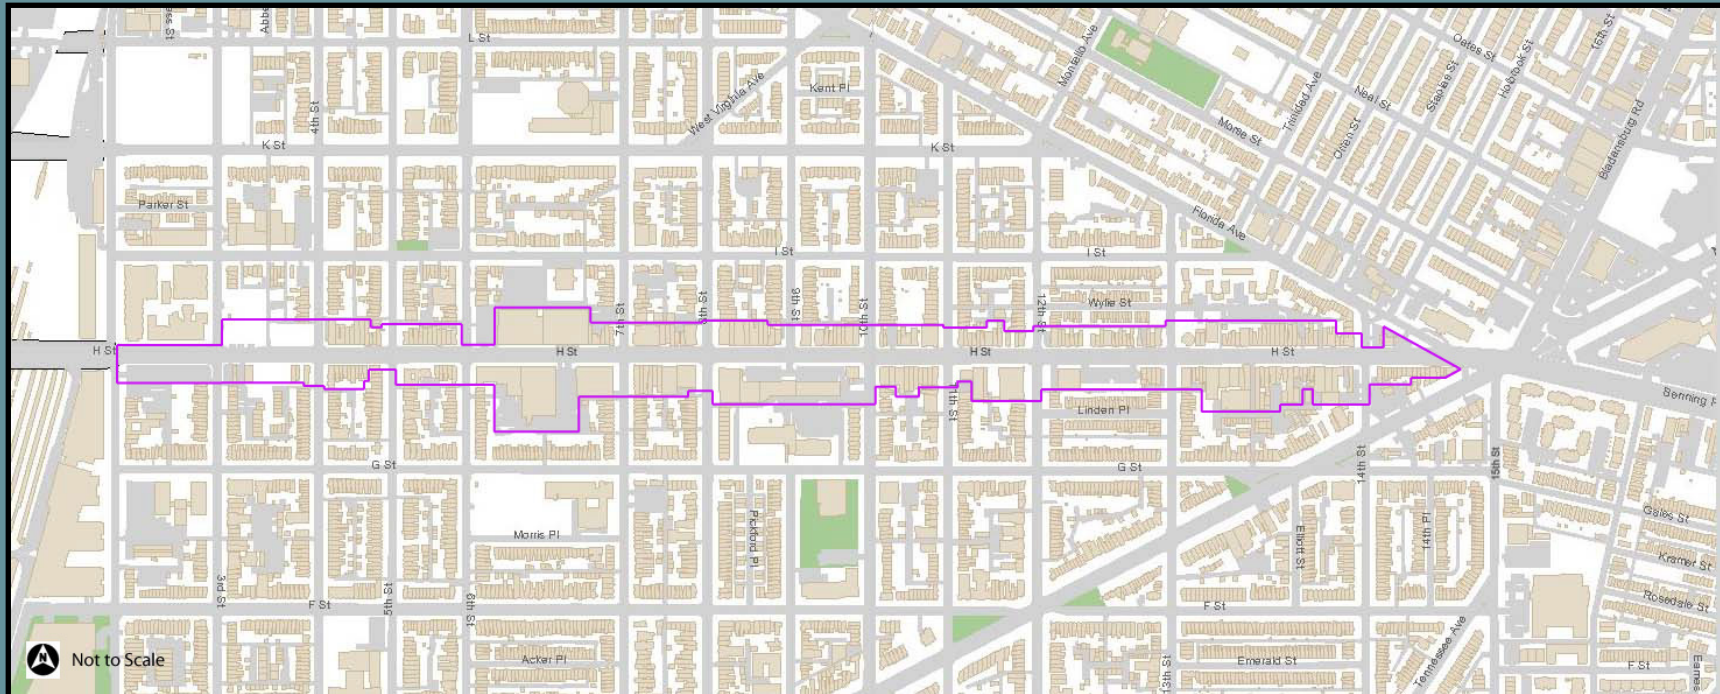 L St
4th St
West Virginia Ave
Kent Pl
Montello Ave
Oates St
16th St
Holbrook St
Staples St
Neal St
Trinidad Ave
Morse St
Orren St
Bladensburg Rd
K St
K St
Parker St
Florida Ave
I St
I St
7th St
9th St
10th St
12th St
Wylie St
H St
H St
H St
H St
Benning
11th St
Linden Pl
G St
G St
14th St
15th St
Morris Pl
Pickford Pl
Elliott St
14th Pl
Gales St
Kramer St
Rosedale St
3rd St
F St
5th St
6th St
F St
Not to Scale
Acker Pl
13th St
Emerald St
Tennessee Ave
F St
Eames